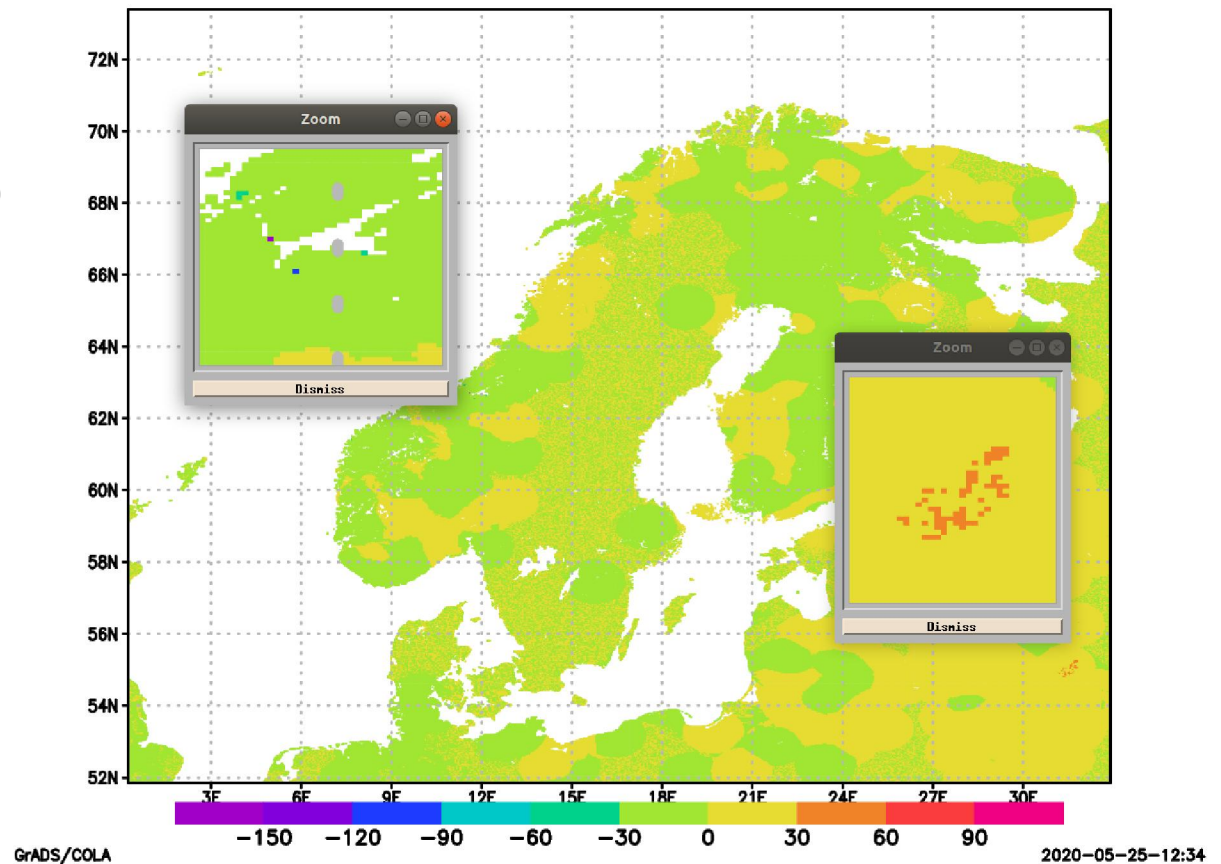 72N
70N
68N
66N
64N
62N
60N
58N
56N
54N
52N
Zoom
Dismiss
Zoom
Dismiss
3E 6E 9E 12E 15E 18E 21E 24E 27E 30E
−150 −120 −90 −60 −30 0 30 60 90
GrADS/COLA 2020−05−25−12:34